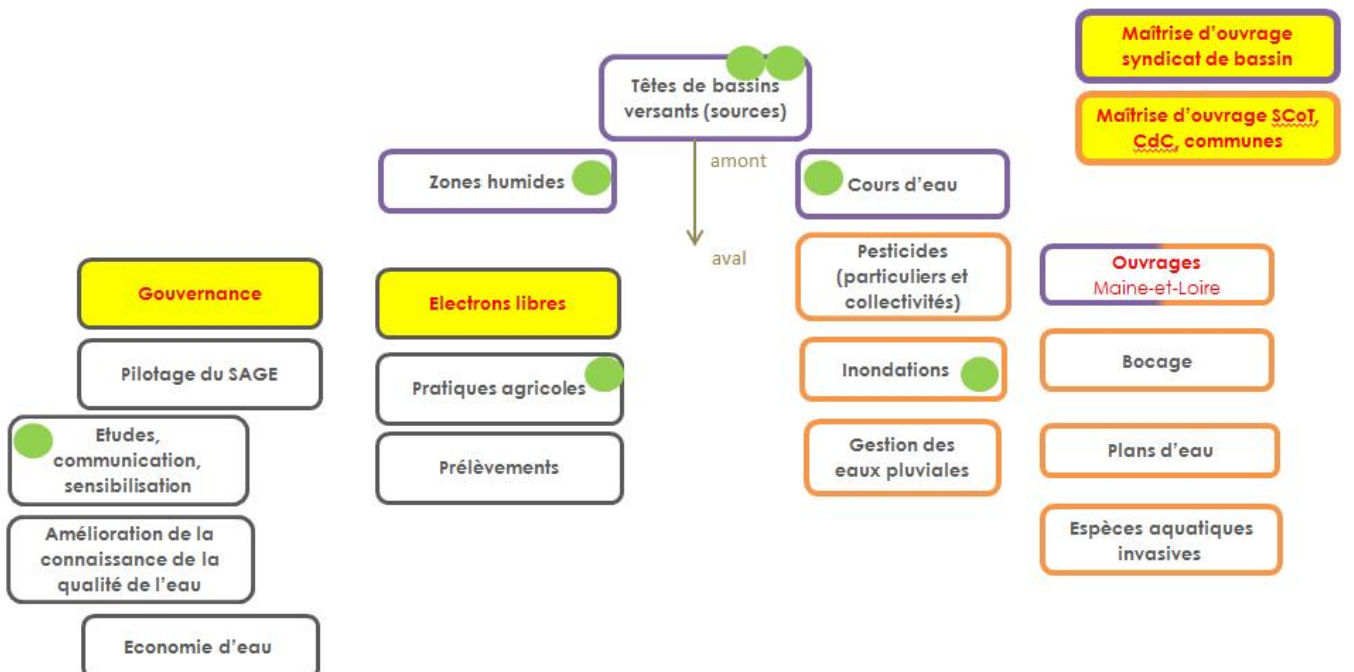 Maîtrise d'ouvrage
syndicat de bassin
Maîtrise d'ouvrage SCoT,
CdC, communes
Têtes de bassins
versants (sources)
amont
aval
Zones humides
Cours d'eau
Gouvernance
Pilotage du SAGE
Etudes,
communication,
sensibilisation
Amélioration de la
connaissance de la
qualité de l'eau
Economie d'eau
Electrons libres
Pratiques agricoles
Prélèvements
Pesticides
(particuliers et
collectivités)
Inondations
Gestion des
eaux pluviales
Ouvrages
Maine-et-Loire
Bocage
Plans d'eau
Espèces aquatiques
invasives